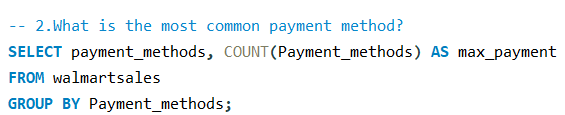 -- 2.What is the most common payment method?
SELECT payment_methods, COUNT(Payment_methods) AS max_payment
FROM walmartsales
GROUP BY Payment_methods;